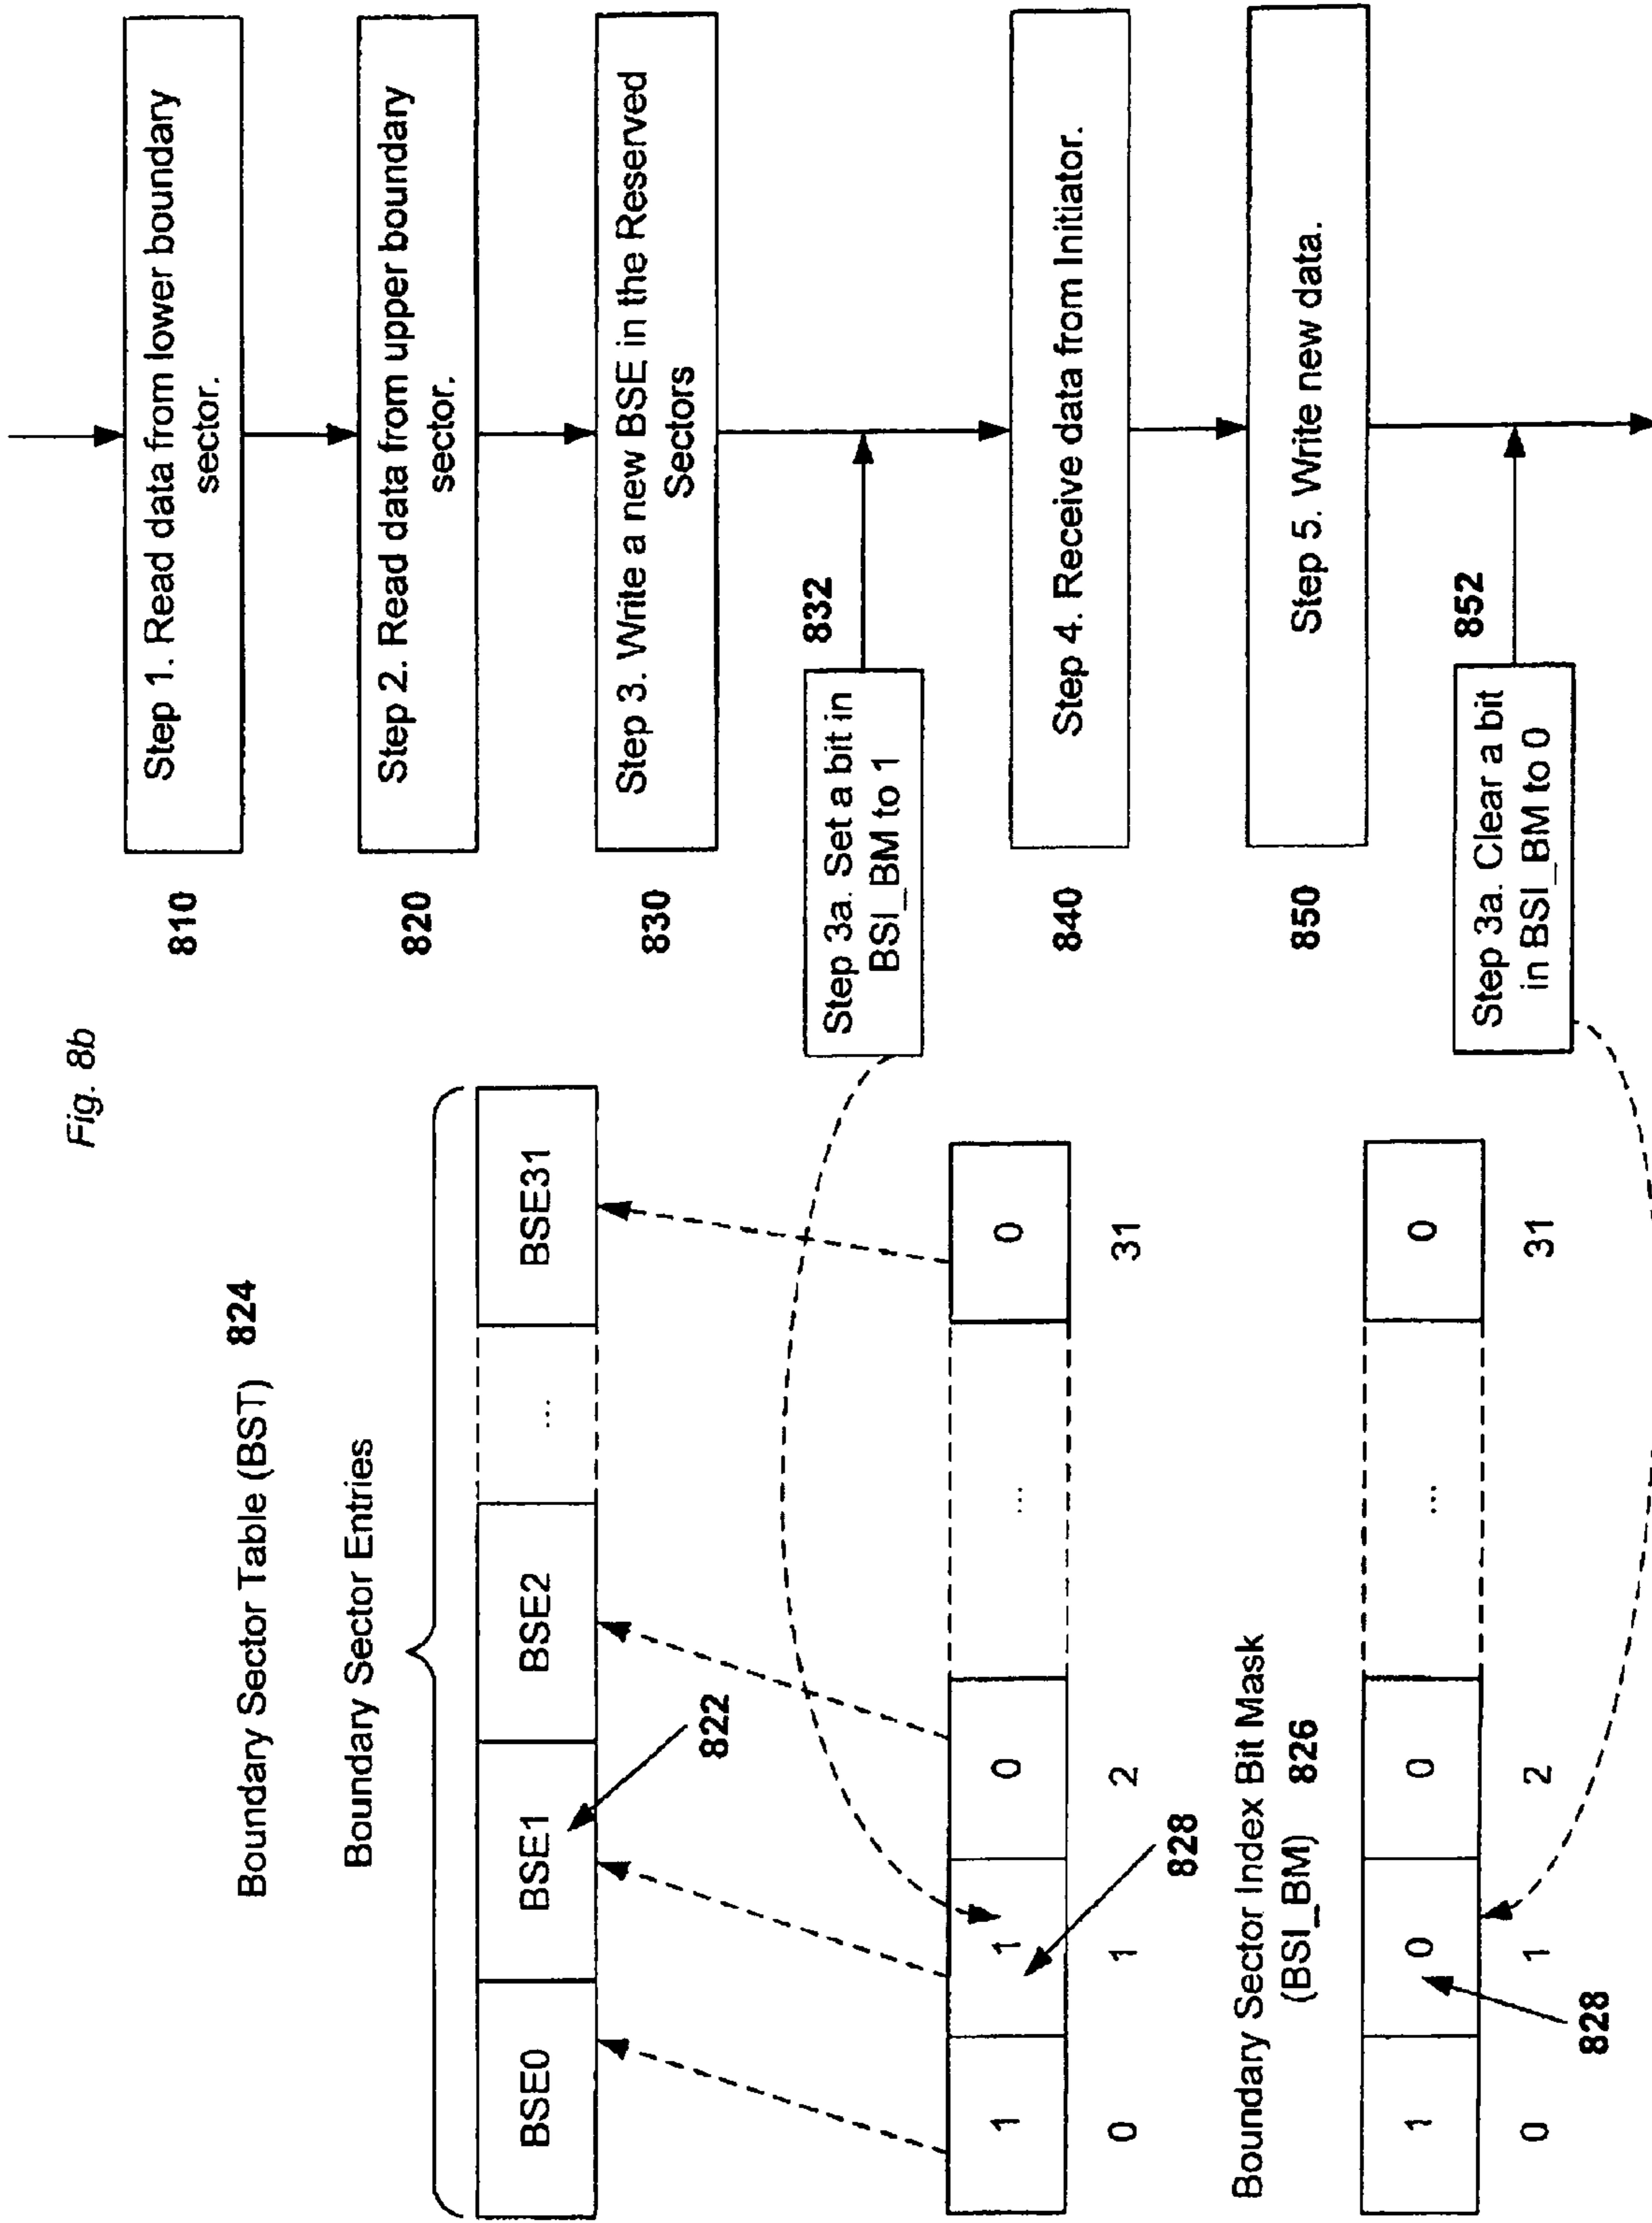 Fig. 8b
Boundary Sector Table (BST) 824
Boundary Sector Entries
BSE0 BSE1 BSE2 ... BSE31
822
1 1 0 ... 0
0 1 2 31
828
Boundary Sector Index Bit Mask
(BSI_BM) 826
1 0 0 ... 0
0 1 2 31
828
810
Step 1. Read data from lower boundary
sector.
820
Step 2. Read data from upper boundary
sector.
830
Step 3. Write a new BSE in the Reserved
Sectors
Step 3a. Set a bit in
BSI_BM to 1
832
840
Step 4. Receive data from Initiator.
850
Step 5. Write new data.
Step 3a. Clear a bit
in BSI_BM to 0
852